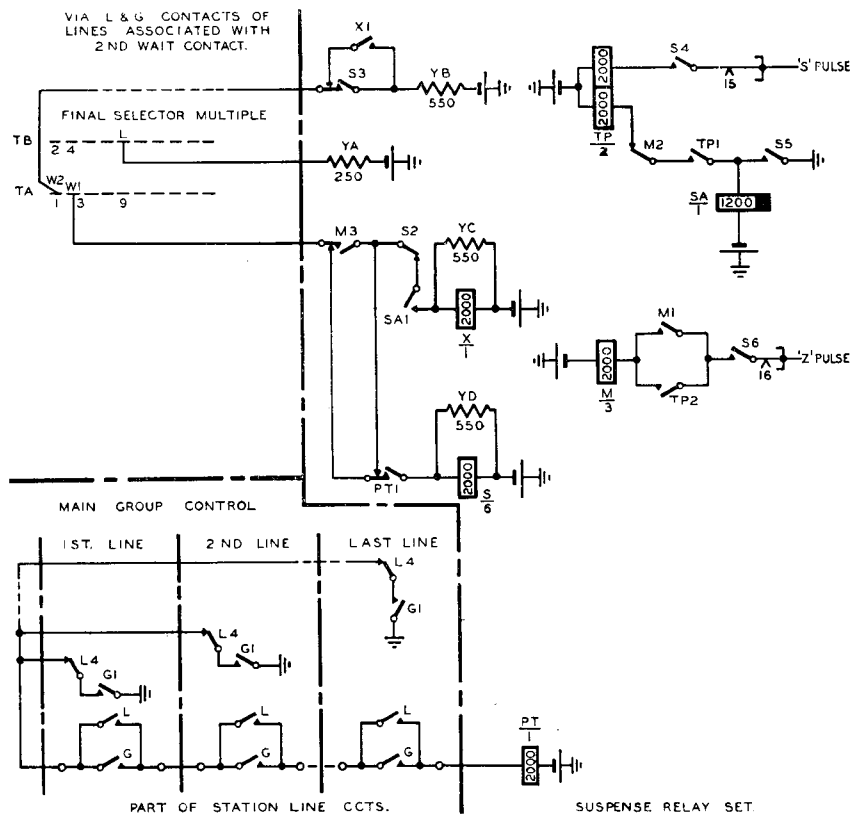 VIA L & G CONTACTS OF
LINES ASSOCIATED WITH
2ND WAIT CONTACT.
X1
S3
YB
550
FINAL SELECTOR MULTIPLE
TB
2 4
L
YA
250
TA
W2
W1
1
3
9
M3
S2
YC
550
SA1
2000
X
1
YD
550
PT1
2000
S
6
2000
2000
TP
2
S4
15
'S' PULSE
M2
TP1
S5
SA
1
1200
M1
S6
16
'Z' PULSE
2000
M
3
TP2
MAIN GROUP CONTROL
1ST. LINE
2ND LINE
LAST LINE
L4
G1
L4
G1
L4
G1
L
L
L
G
G
G
PT
1
2000
PART OF STATION LINE CCTS.
SUSPENSE RELAY SET.